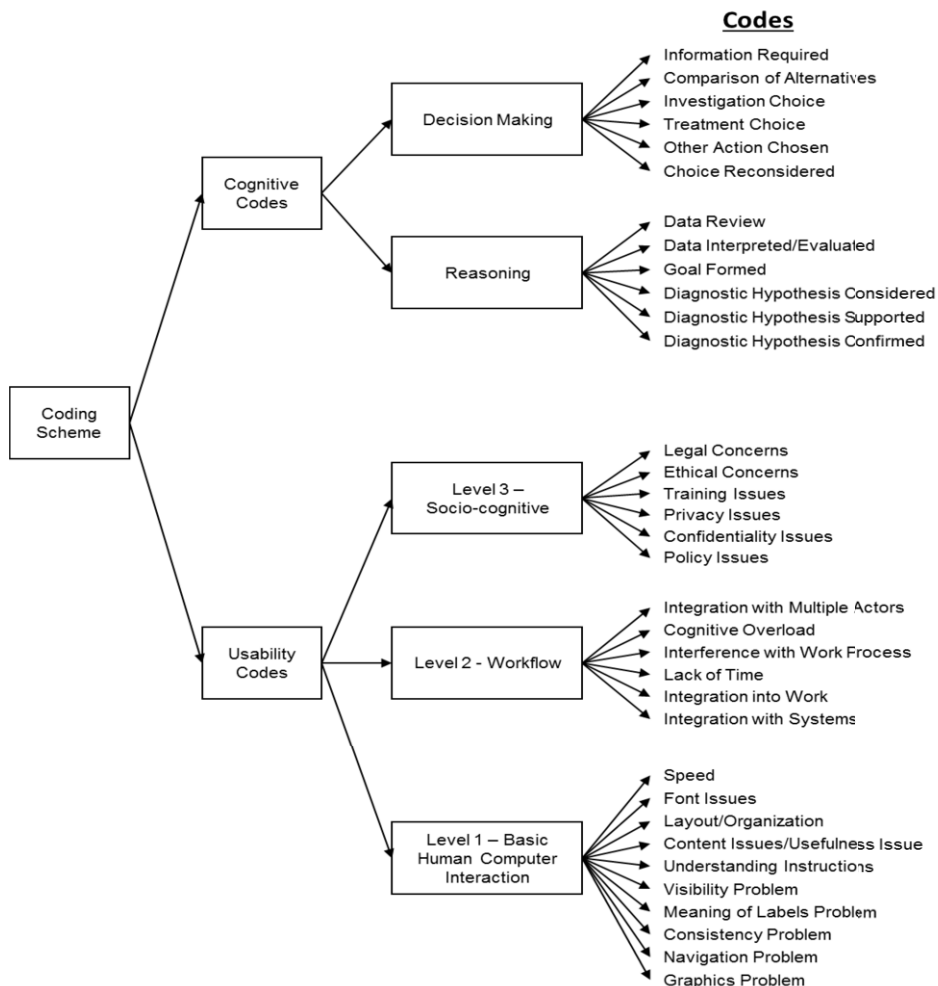 Codes
Information Required
Comparison of Alternatives
Investigation Choice
Treatment Choice
Other Action Chosen
Choice Reconsidered
Decision Making
Cognitive
Codes
Data Review
Data Interpreted/Evaluated
Goal Formed
Diagnostic Hypothesis Considered
Diagnostic Hypothesis Supported
Diagnostic Hypothesis Confirmed
Reasoning
Coding
Scheme
Legal Concerns
Ethical Concerns
Training Issues
Privacy Issues
Confidentiality Issues
Policy Issues
Level 3 –
Socio-cognitive
Usability
Codes
Level 2 - Workflow
Integration with Multiple Actors
Cognitive Overload
Interference with Work Process
Lack of Time
Integration into Work
Integration with Systems
Level 1 – Basic
Human Computer
Interaction
Speed
Font Issues
Layout/Organization
Content Issues/Usefulness Issue
Understanding Instructions
Visibility Problem
Meaning of Labels Problem
Consistency Problem
Navigation Problem
Graphics Problem